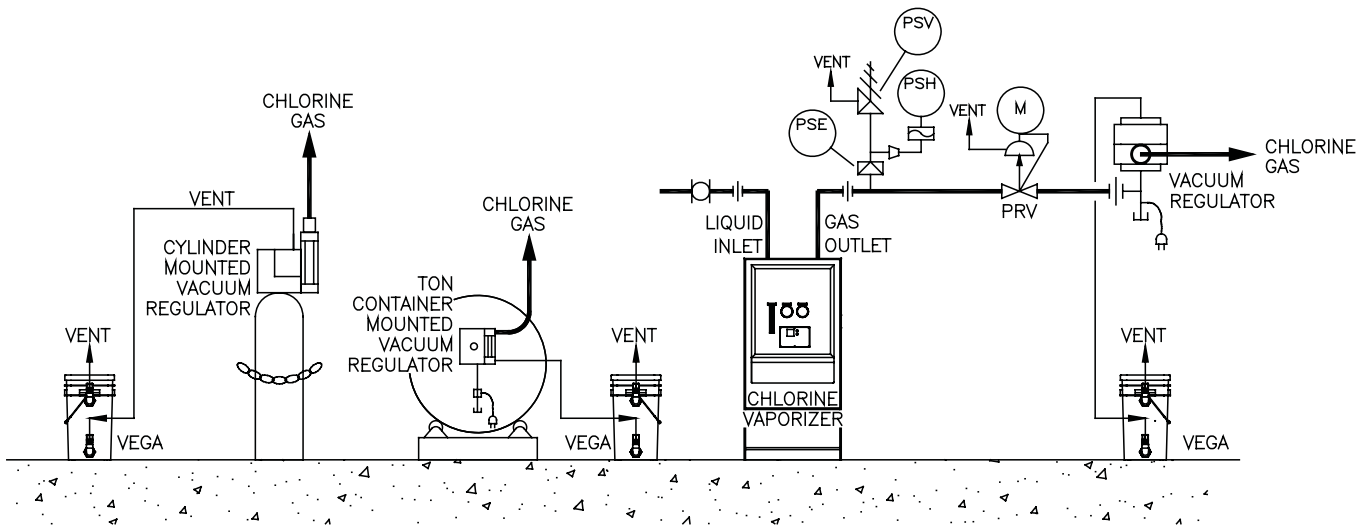 CHLORINE
GAS
VENT
CYLINDER
MOUNTED
VACUUM
REGULATOR
VENT
VEGA
CHLORINE
GAS
TON
CONTAINER
MOUNTED
VACUUM
REGULATOR
VENT
VEGA
LIQUID
INLET
GAS
OUTLET
CHLORINE
VAPORIZER
PSV
VENT
PSH
PSE
VENT
M
PRV
CHLORINE
GAS
VACUUM
REGULATOR
VENT
VEGA